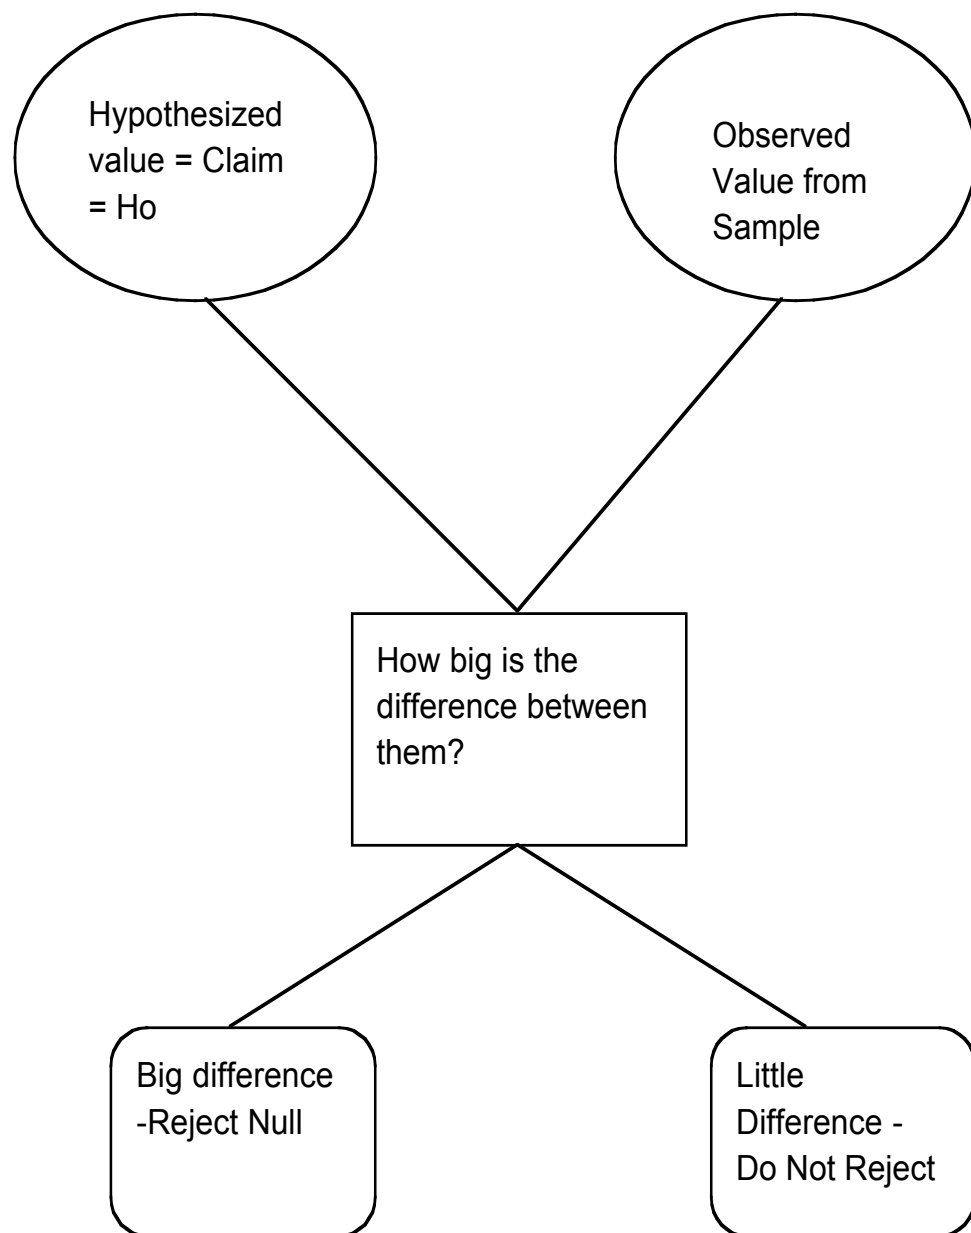 Hypothesized
value = Claim
= Ho
Observed
Value from
Sample
How big is the
difference between
them?
Big difference
-Reject Null
Little
Difference -
Do Not Reject